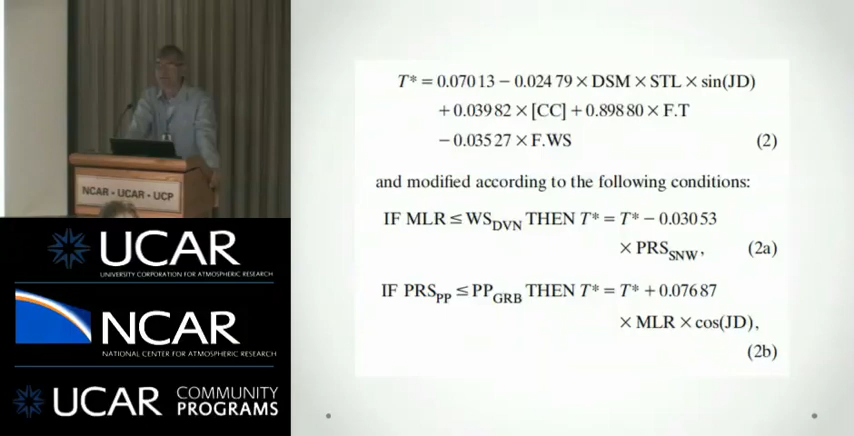 NCAR - UCAR - UCP
UCAR
UNIVERSITY CORPORATION FOR ATMOSPHERIC RESEARCH
NCAR
NATIONAL CENTER FOR ATMOSPHERIC RESEARCH
UCAR COMMUNITY PROGRAMS
T* = 0.070 13 − 0.024 79 × DSM × STL × sin(JD)
+ 0.039 82 × [CC] + 0.898 80 × F.T
− 0.035 27 × F.WS (2)
and modified according to the following conditions:
IF MLR ≤ WS_DVN THEN T* = T* − 0.030 53
× PRS_SNW, (2a)
IF PRS_PP ≤ PP_GRB THEN T* = T* + 0.076 87
× MLR × cos(JD),
(2b)